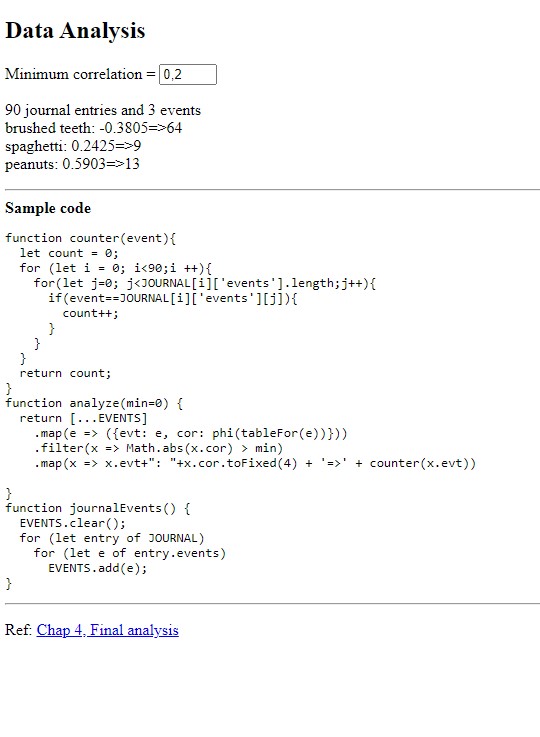 Data Analysis
Minimum correlation = 0,2
90 journal entries and 3 events
brushed teeth: -0.3805=>64
spaghetti: 0.2425=>9
peanuts: 0.5903=>13
Sample code
function counter(event){
  let count = 0;
  for (let i = 0; i<90;i ++){
    for(let j=0; j<JOURNAL[i]['events'].length;j++){
      if(event==JOURNAL[i]['events'][j]){
        count++;
      }
    }
  }
  return count;
}
function analyze(min=0) {
  return [...EVENTS]
    .map(e => ({evt: e, cor: phi(tableFor(e))}))
    .filter(x => Math.abs(x.cor) > min)
    .map(x => x.evt+": "+x.cor.toFixed(4) + '=>' + counter(x.evt))
}
function journalEvents() {
  EVENTS.clear();
  for (let entry of JOURNAL)
    for (let e of entry.events)
      EVENTS.add(e);
}
Ref: Chap 4, Final analysis